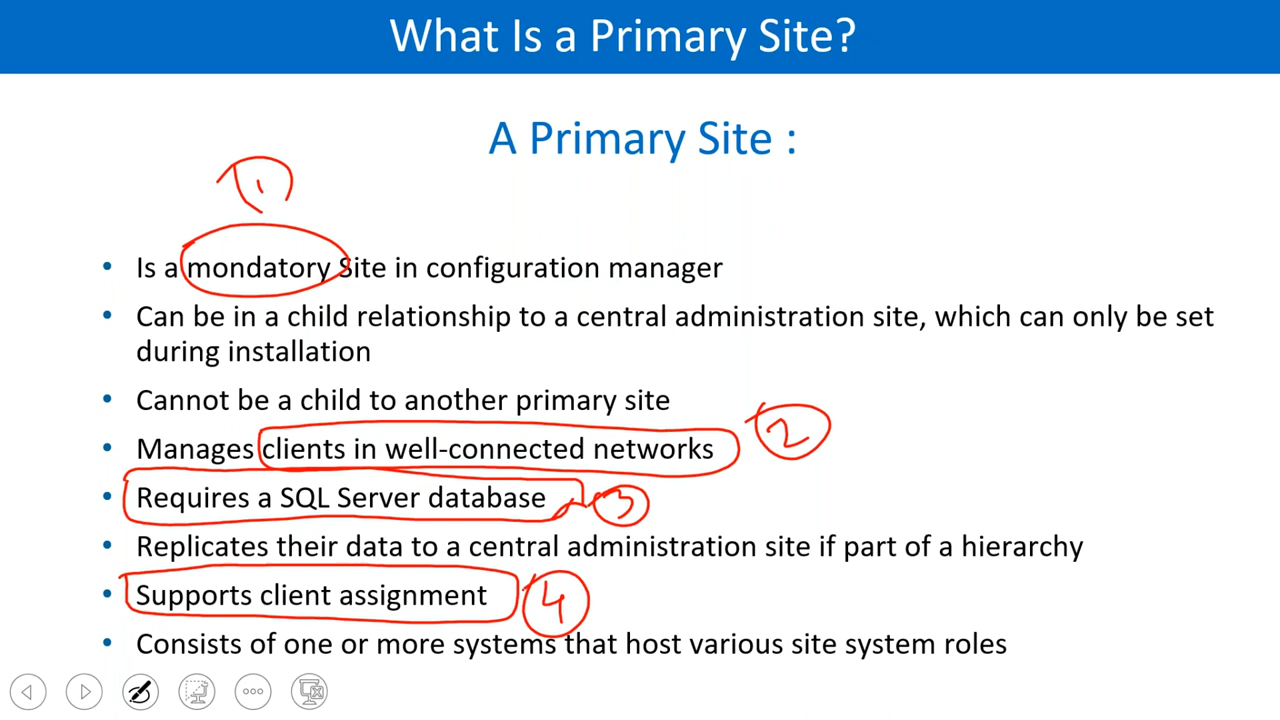 What Is a Primary Site?
A Primary Site :
1
• Is a mondatory Site in configuration manager
• Can be in a child relationship to a central administration site, which can only be set
during installation
• Cannot be a child to another primary site
• Manages clients in well-connected networks 2
• Requires a SQL Server database 3
• Replicates their data to a central administration site if part of a hierarchy
• Supports client assignment 4
• Consists of one or more systems that host various site system roles